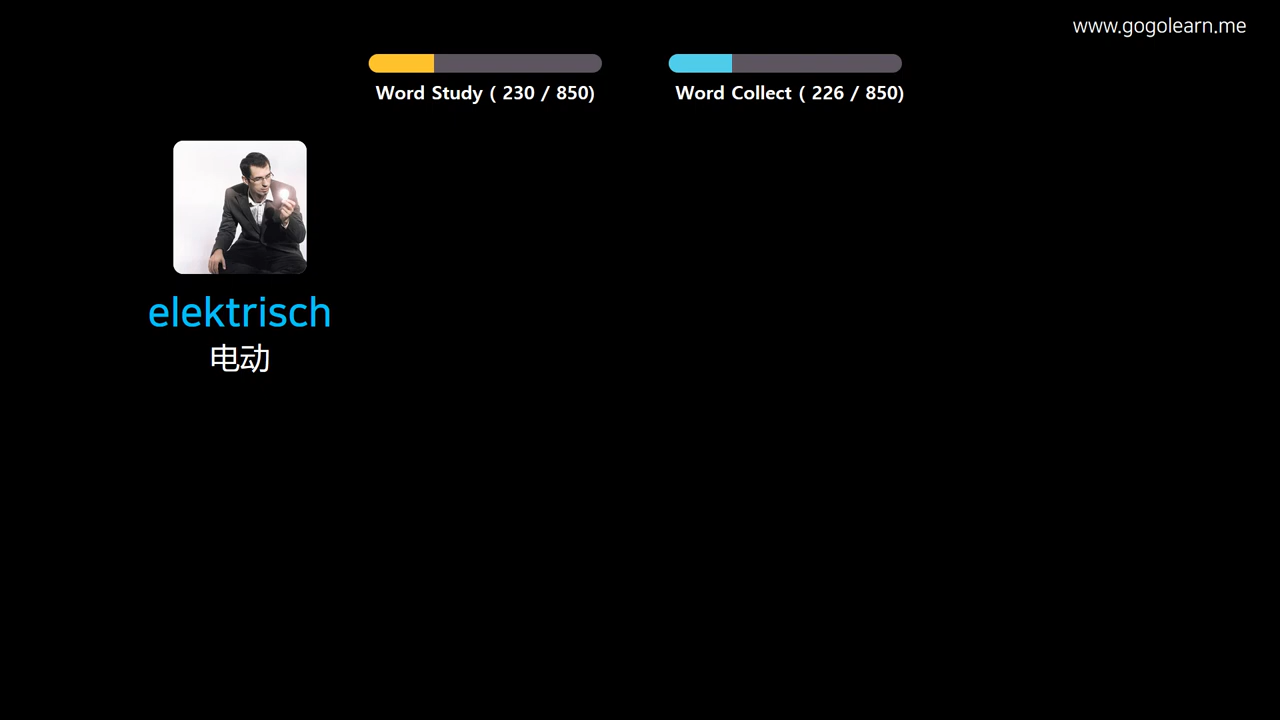 www.gogolearn.me
Word Study ( 230 / 850)
Word Collect ( 226 / 850)
elektrisch
电动